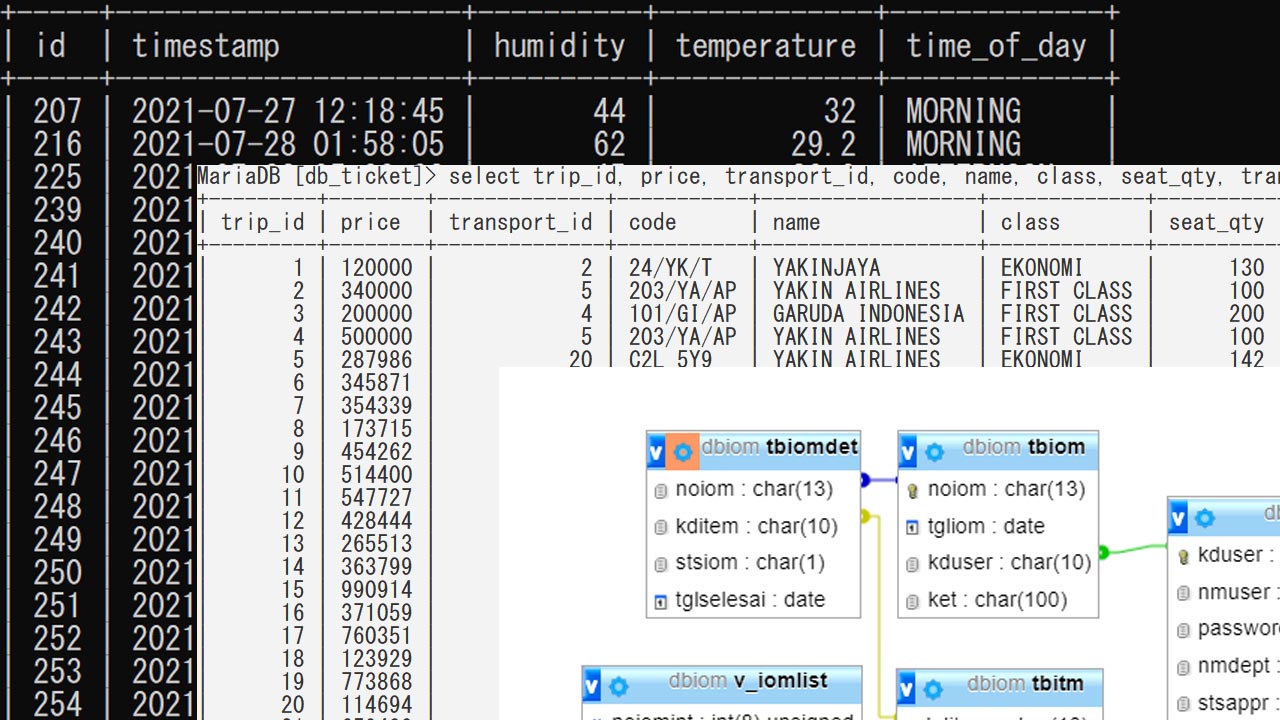 id timestamp humidity temperature time_of_day
207 2021-07-27 12:18:45 44 32 MORNING
216 2021-07-28 01:58:05 62 29.2 MORNING
225 2021
239 2021
240 2021
241 2021
242 2021
243 2021
244 2021
245 2021
246 2021
247 2021
248 2021
249 2021
250 2021
251 2021
252 2021
253 2021
254 2021
MariaDB [db_ticket]> select trip_id, price, transport_id, code, name, class, seat_qty, tran
trip_id price transport_id code name class seat_qty
1 120000 2 24/YK/T YAKINJAYA EKONOMI 130
2 340000 5 203/YA/AP YAKIN AIRLINES FIRST CLASS 100
3 200000 4 101/GI/AP GARUDA INDONESIA FIRST CLASS 200
4 500000 5 203/YA/AP YAKIN AIRLINES FIRST CLASS 100
5 287986 20 C2L 5Y9 YAKIN AIRLINES EKONOMI 142
6 345871
7 354339
8 173715
9 454262
10 514400
11 547727
12 428444
13 265513
14 363799
15 990914
16 371059
17 760351
18 123929
19 773868
20 114694
dbiom tbiomdet
noiom : char(13)
kditem : char(10)
stsiom : char(1)
tglselesai : date
dbiom tbiom
noiom : char(13)
tgliom : date
kduser : char(10)
ket : char(100)
kduser :
nmuser :
password
nmdept :
stsappr :
dbiom v_iomlist
noiomint : int(8) unsigned
dbiom tbitm